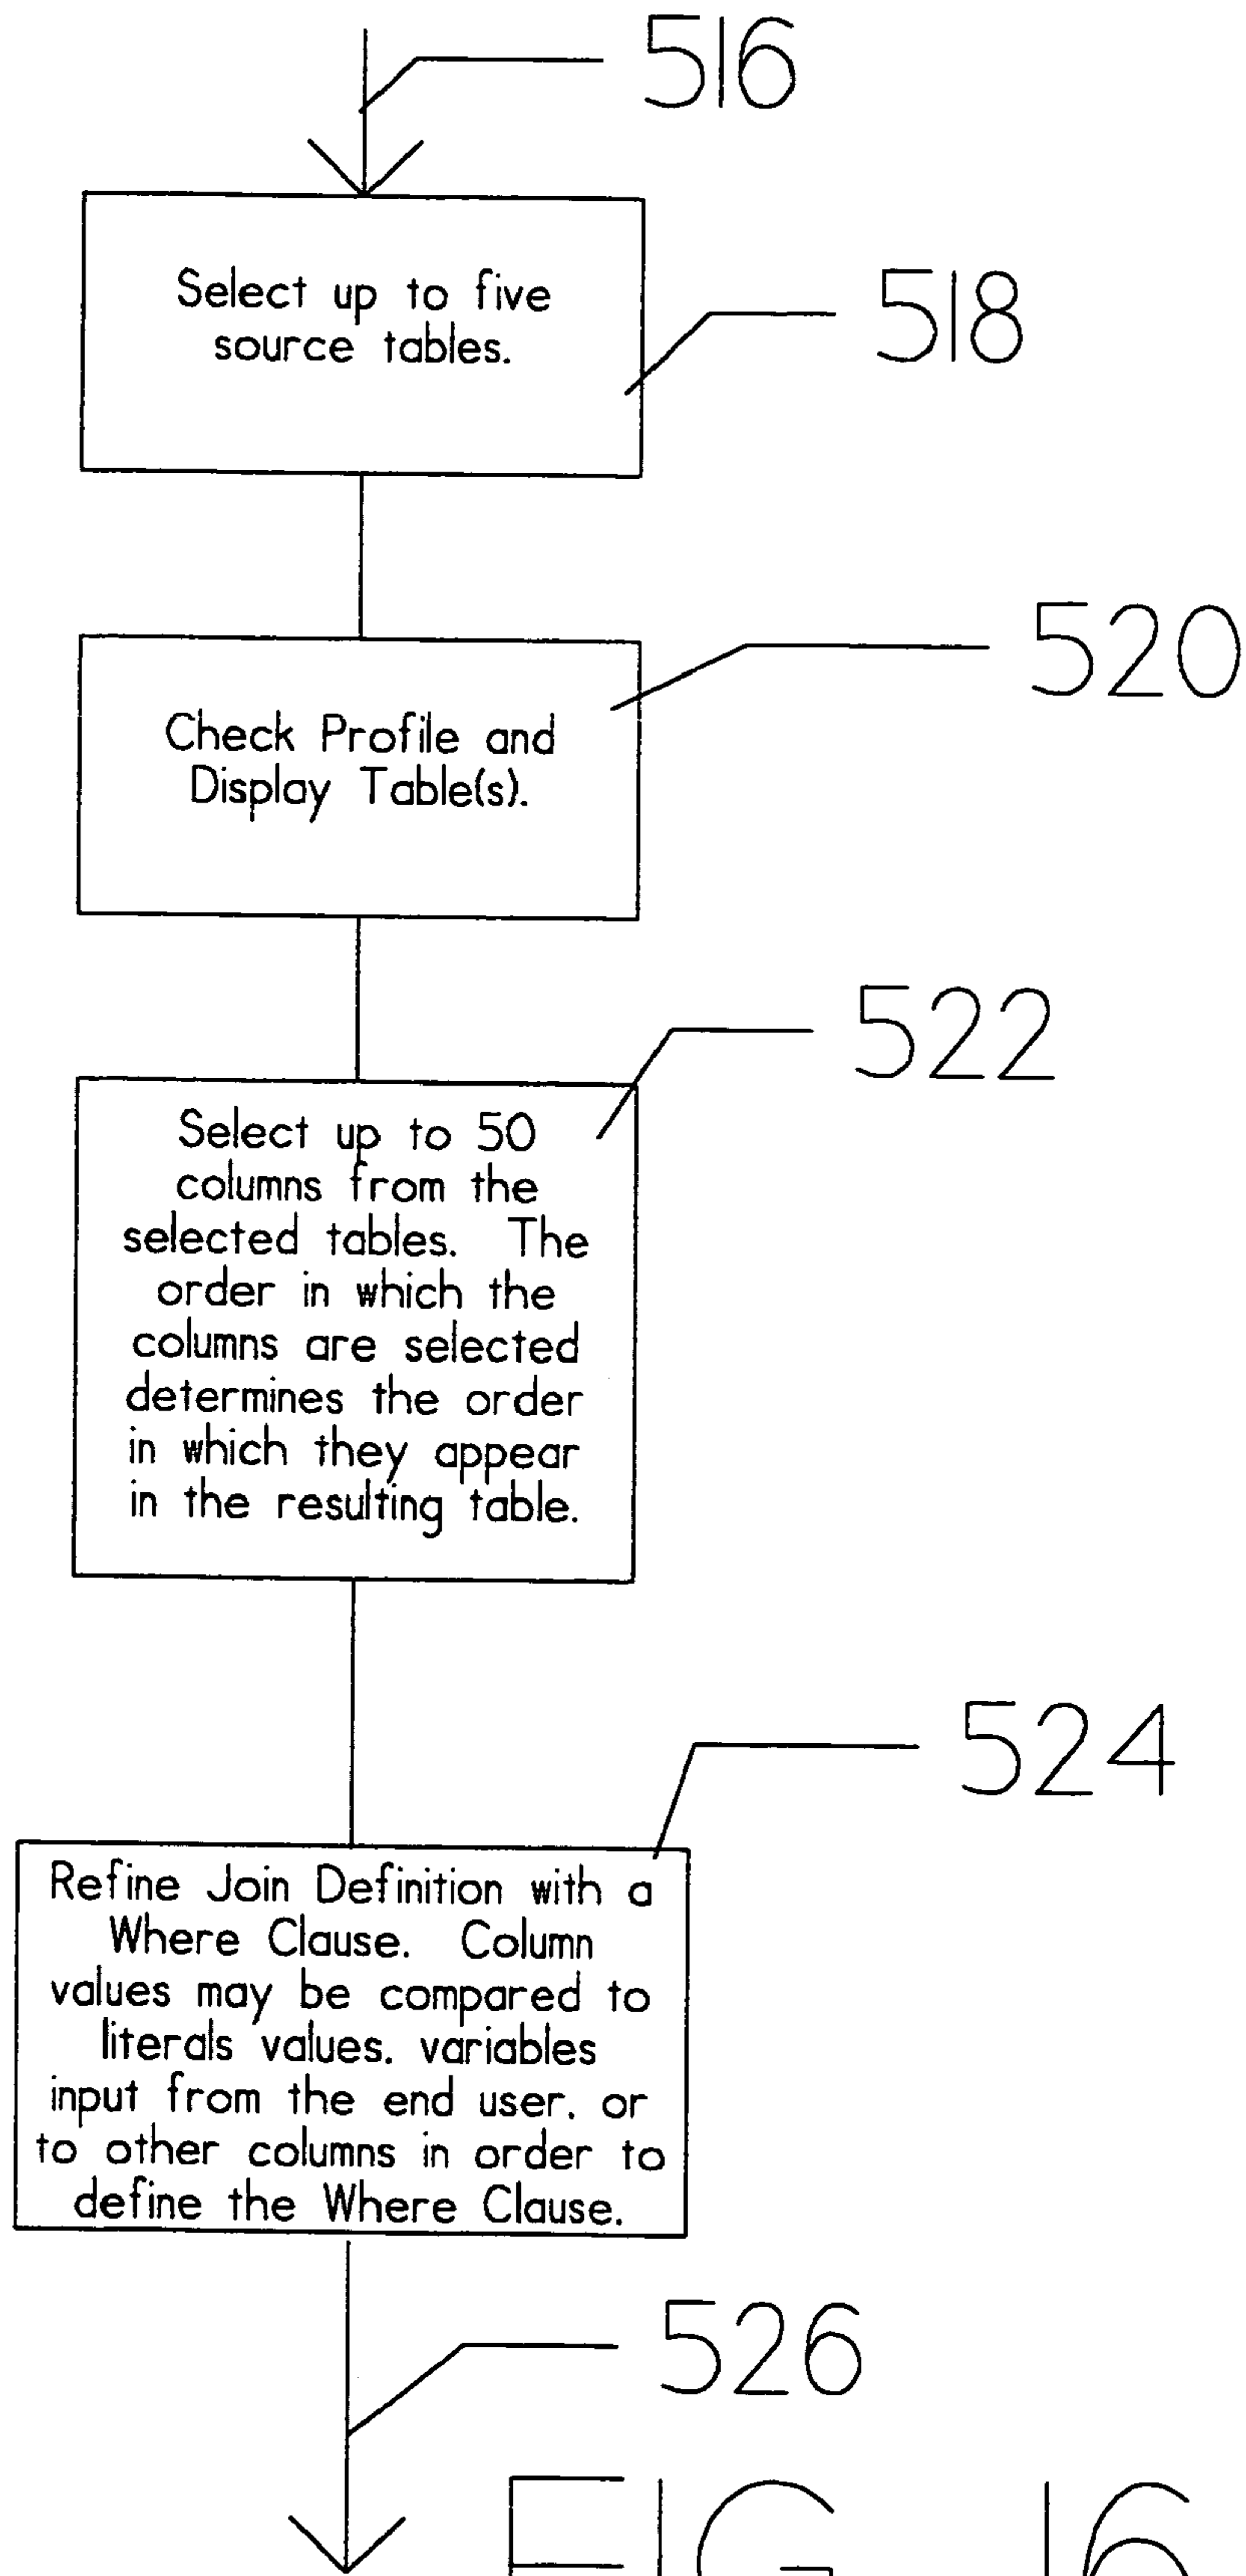 516
Select up to five
source tables.
518
Check Profile and
Display Table(s).
520
Select up to 50
columns from the
selected tables. The
order in which the
columns are selected
determines the order
in which they appear
in the resulting table.
522
Refine Join Definition with a
Where Clause. Column
values may be compared to
literals values. variables
input from the end user. or
to other columns in order to
define the Where Clause.
524
526
FIG. 16